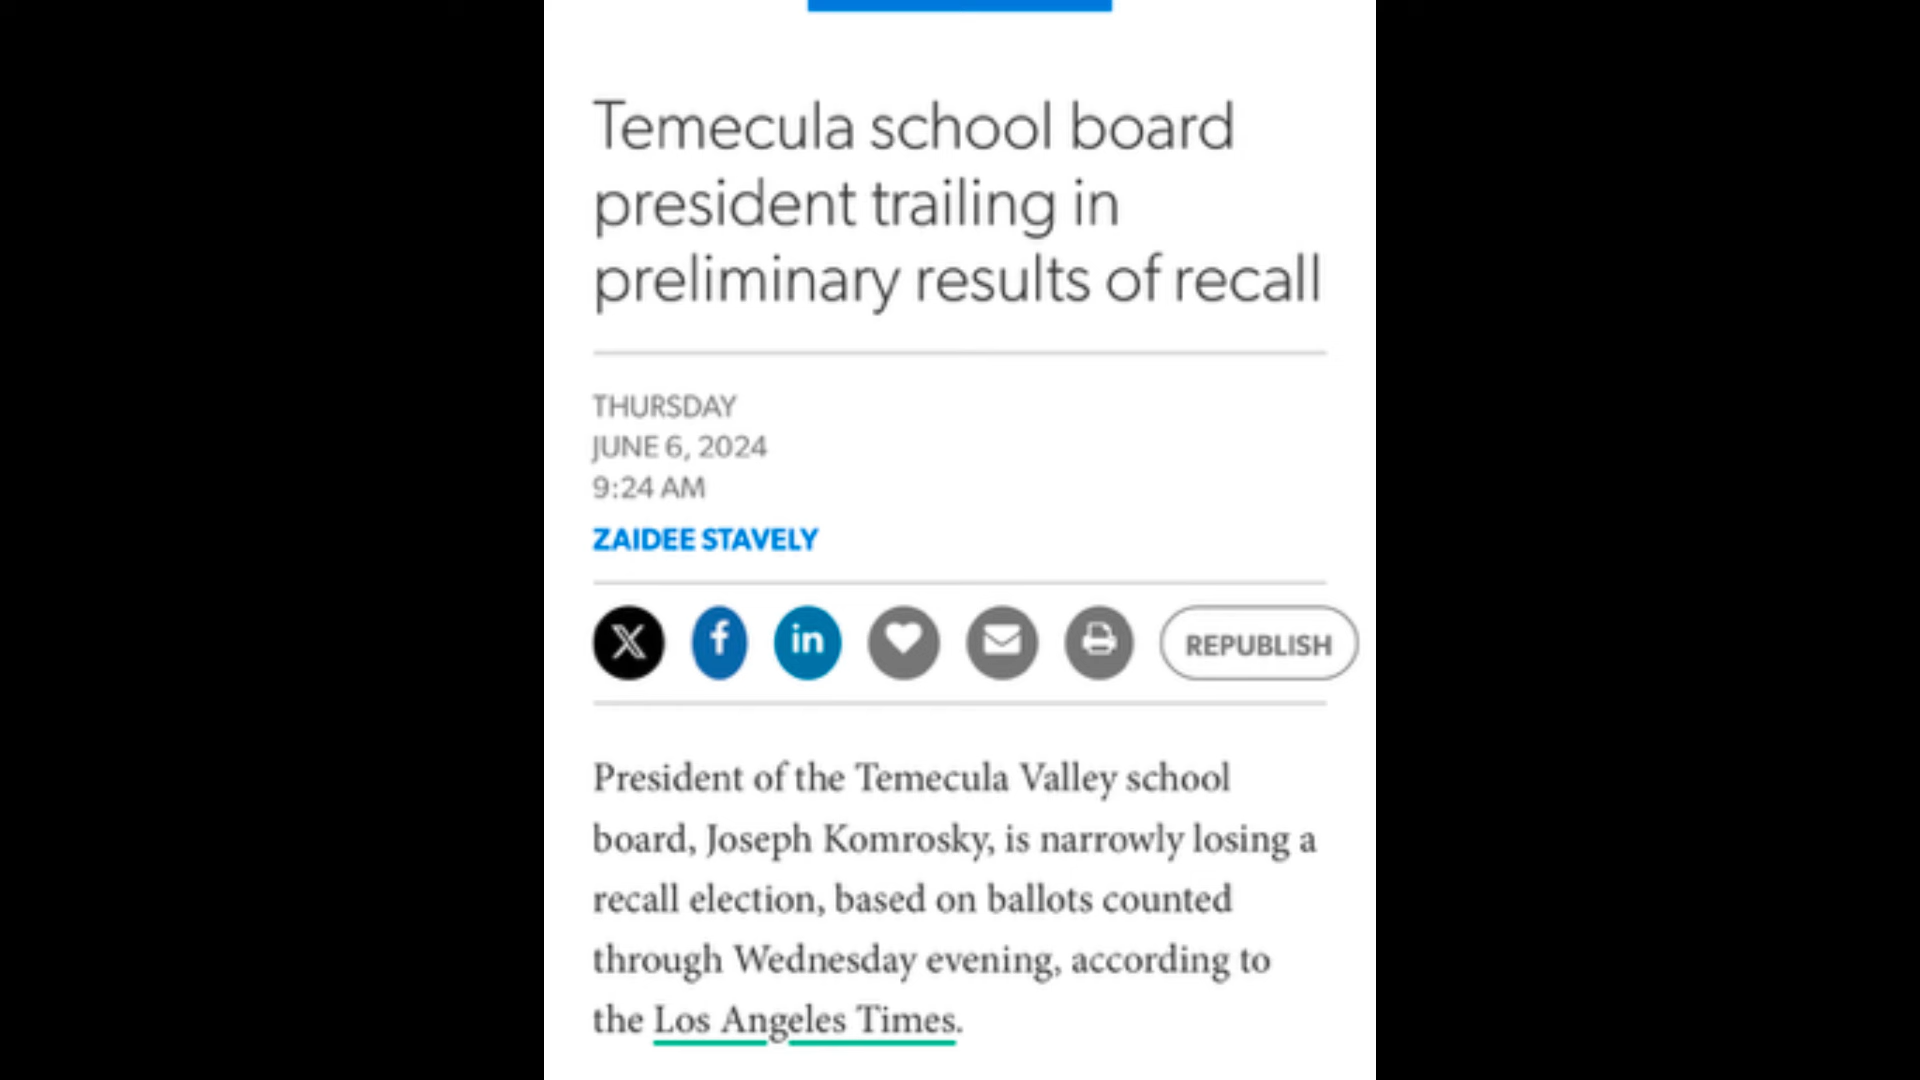 Temecula school board
president trailing in
preliminary results of recall
THURSDAY
JUNE 6, 2024
9:24 AM
ZAIDEE STAVELY
X f in REPUBLISH
President of the Temecula Valley school
board, Joseph Komrosky, is narrowly losing a
recall election, based on ballots counted
through Wednesday evening, according to
the Los Angeles Times.